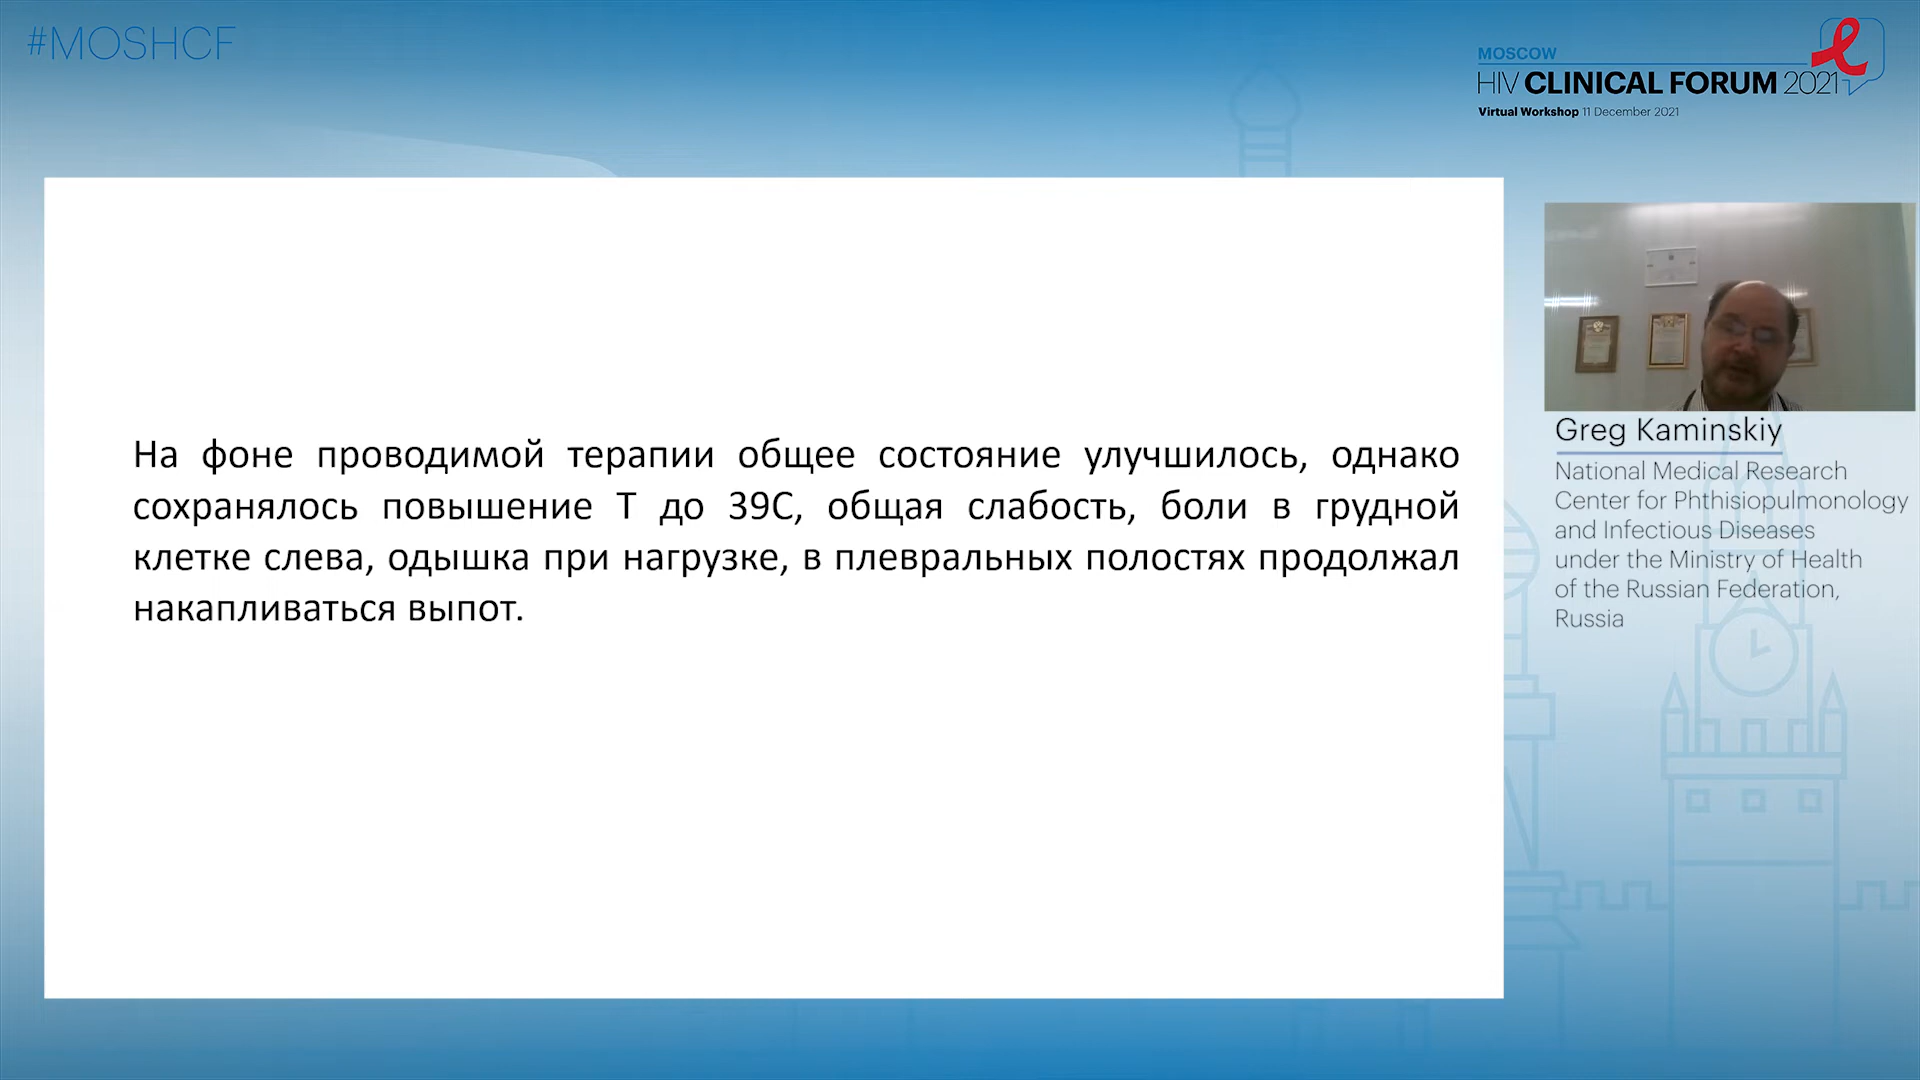 #MOSHCF
MOSCOW
HIV CLINICAL FORUM 2021
Virtual Workshop 11 December 2021
На фоне проводимой терапии общее состояние улучшилось, однако
сохранялось повышение Т до 39С, общая слабость, боли в грудной
клетке слева, одышка при нагрузке, в плевральных полостях продолжал
накапливаться выпот.
Greg Kaminskiy
National Medical Research
Center for Phthisiopulmonology
and Infectious Diseases
under the Ministry of Health
of the Russian Federation,
Russia